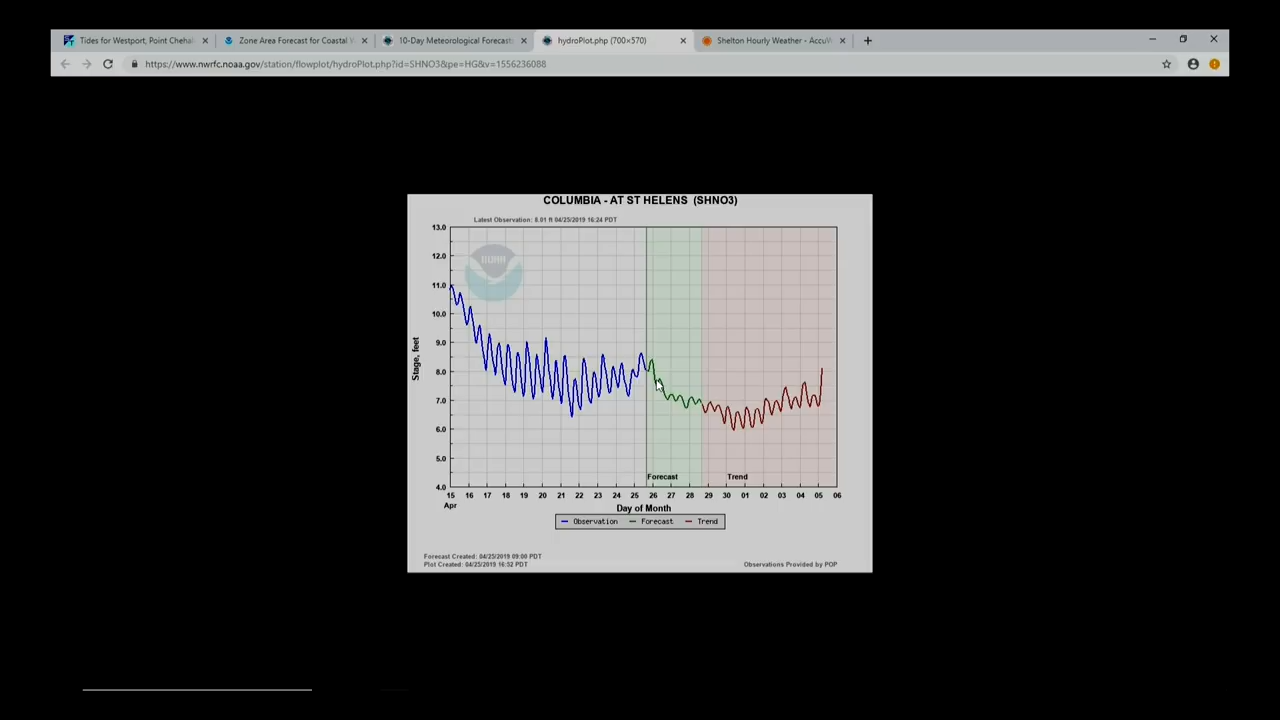 Tides for Westport, Point Chehal
Zone Area Forecast for Coastal W
10-Day Meteorological Forecast
hydroPlot.php (700×570)
Shelton Hourly Weather - AccuW
https://www.nwrfc.noaa.gov/station/flowplot/hydroPlot.php?id=SHNO3&pe=HG&v=1556236088
COLUMBIA - AT ST HELENS (SHNO3)
Latest Observation: 8.01 ft 04/25/2019 16:24 PDT
NOAA
13.0
12.0
11.0
10.0
9.0
8.0
7.0
6.0
5.0
4.0
Stage, feet
Forecast
Trend
15 16 17 18 19 20 21 22 23 24 25 26 27 28 29 30 01 02 03 04 05 06
Apr
Day of Month
Observation Forecast Trend
Forecast Created: 04/25/2019 09:00 PDT
Plot Created: 04/25/2019 16:52 PDT
Observations Provided by POP